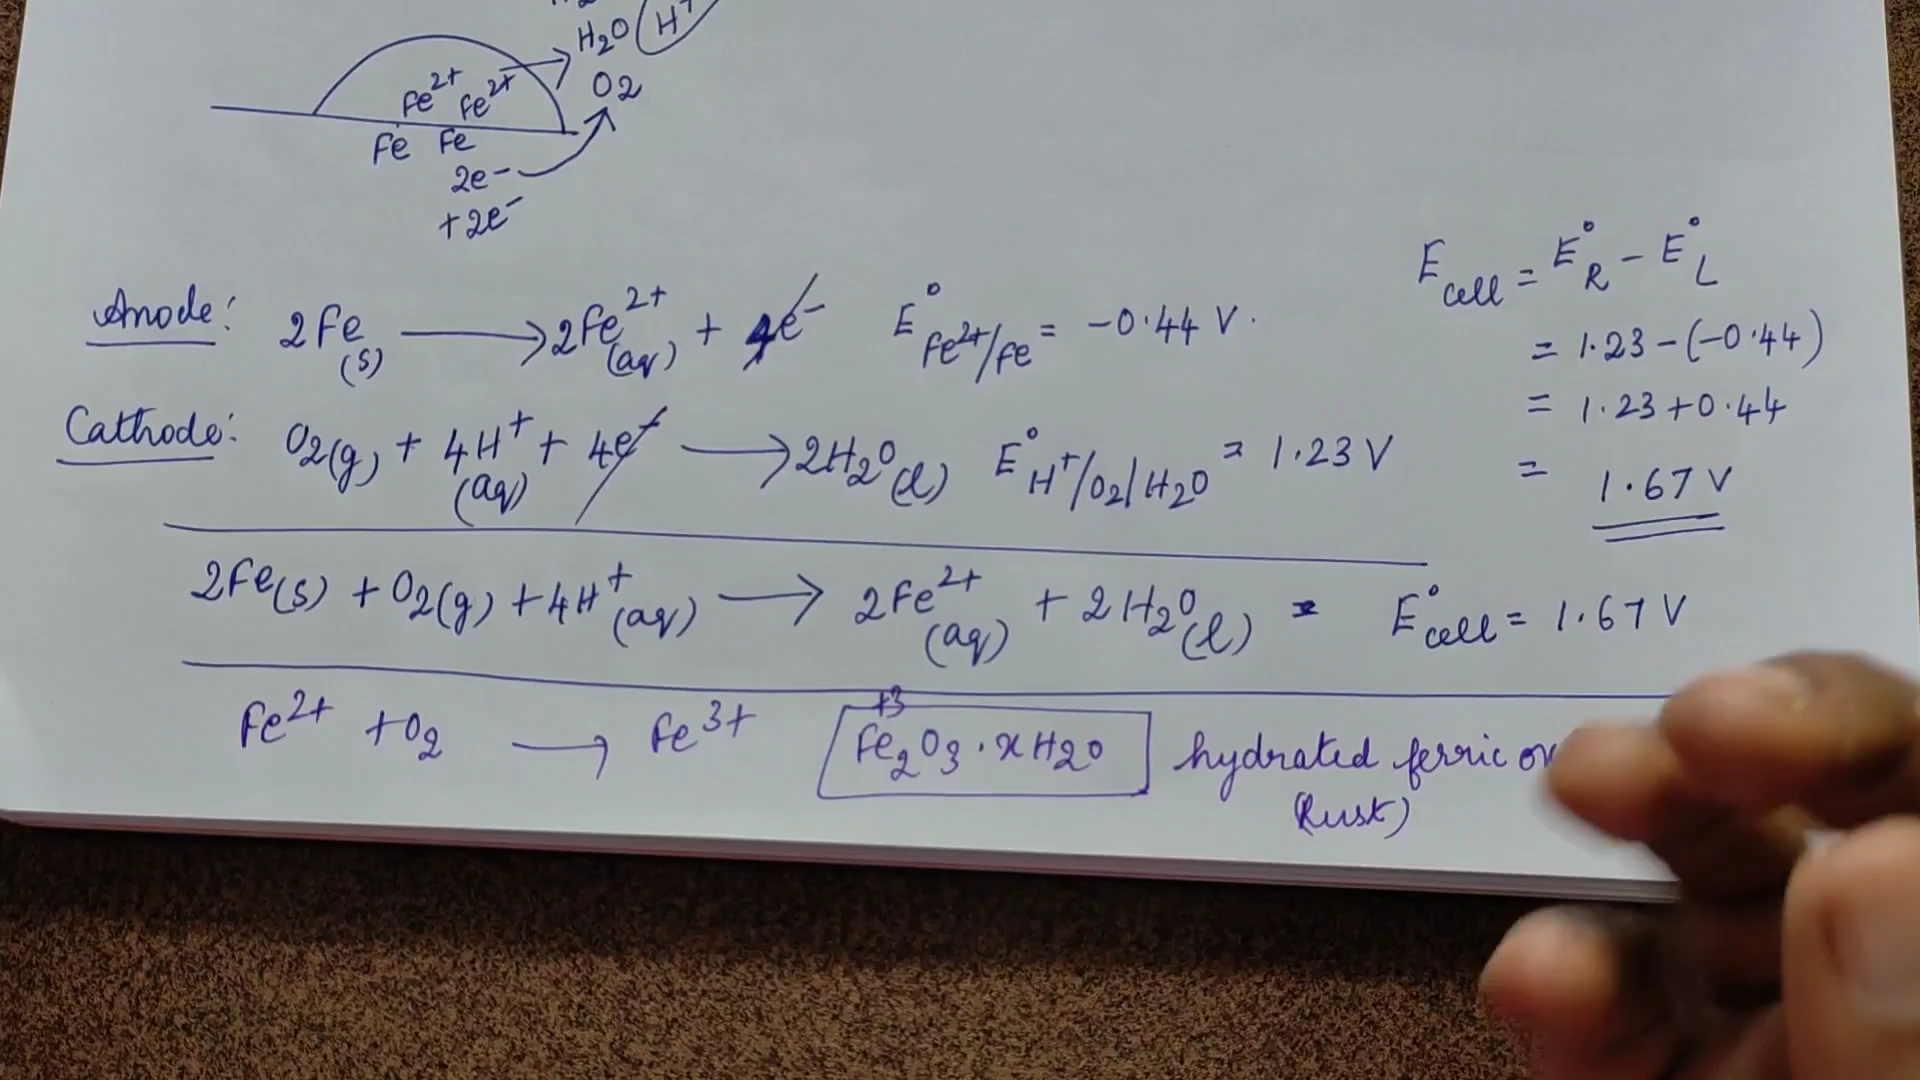 H₂O (H⁺
Fe²⁺ Fe²⁺ O₂
Fe Fe
2e⁻
+2e⁻
Anode: 2Fe(s) ⟶ 2Fe²⁺(aq) + 4e⁻ E°Fe²⁺/Fe = -0.44 V.
Cathode: O₂(g) + 4H⁺(aq) + 4e⁻ ⟶ 2H₂O(l) E°H⁺/O₂/H₂O = 1.23 V
2Fe(s) + O₂(g) + 4H⁺(aq) ⟶ 2Fe²⁺(aq) + 2H₂O(l) E°cell = 1.67 V
Fe²⁺ + O₂ ⟶ Fe³⁺ +3 Fe₂O₃·xH₂O hydrated ferric
(Rust)
Ecell = E°R - E°L
= 1.23-(-0.44)
= 1.23+0.44
= 1.67 V